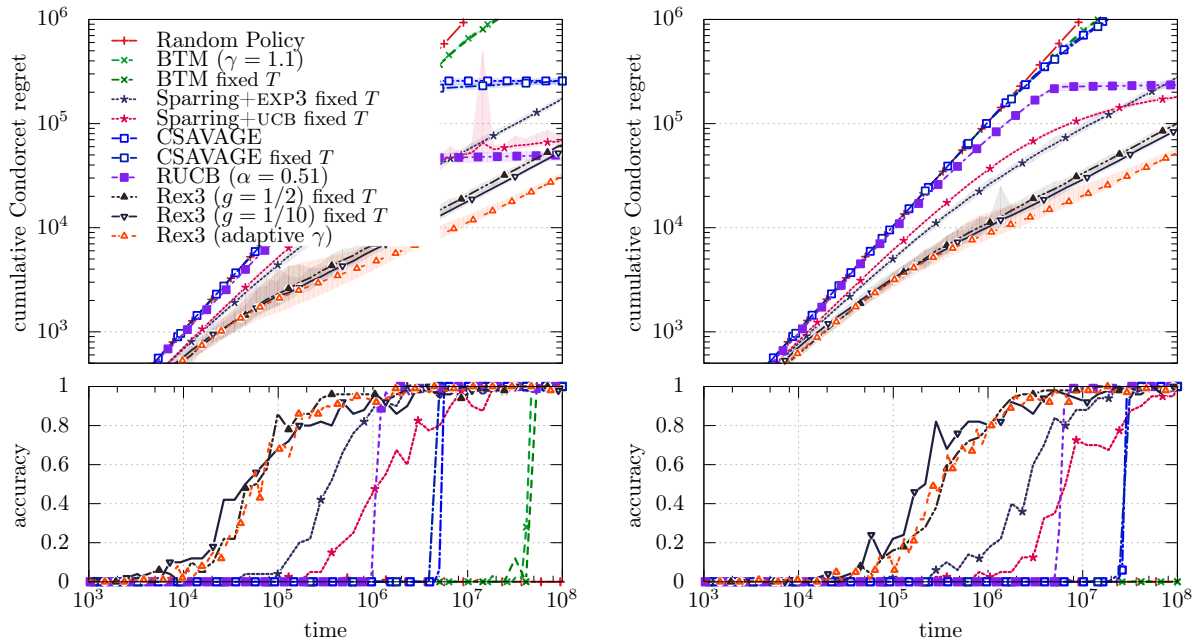 10^6
10^5
10^4
10^3
cumulative Condorcet regret
Random Policy
BTM (γ = 1.1)
BTM fixed T
Sparring+EXP3 fixed T
Sparring+UCB fixed T
CSAVAGE
CSAVAGE fixed T
RUCB (α = 0.51)
Rex3 (g = 1/2) fixed T
Rex3 (g = 1/10) fixed T
Rex3 (adaptive γ)
10^6
10^5
10^4
10^3
cumulative Condorcet regret
1
0.8
0.6
0.4
0.2
0
accuracy
10^3 10^4 10^5 10^6 10^7 10^8
time
1
0.8
0.6
0.4
0.2
0
accuracy
10^3 10^4 10^5 10^6 10^7 10^8
time